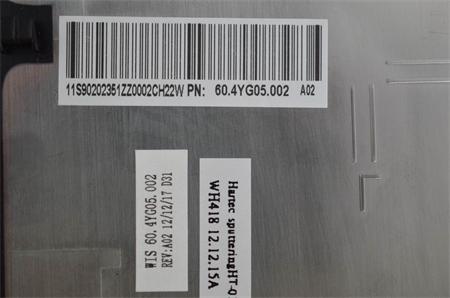 11S90202351ZZ0002CH22W PN: 60.4YG05.002 A02
WIS 60.4YG05.002
REV:A02 12/12/17 D31
Hartec sputteringHT-0
WH418 12.12.15A